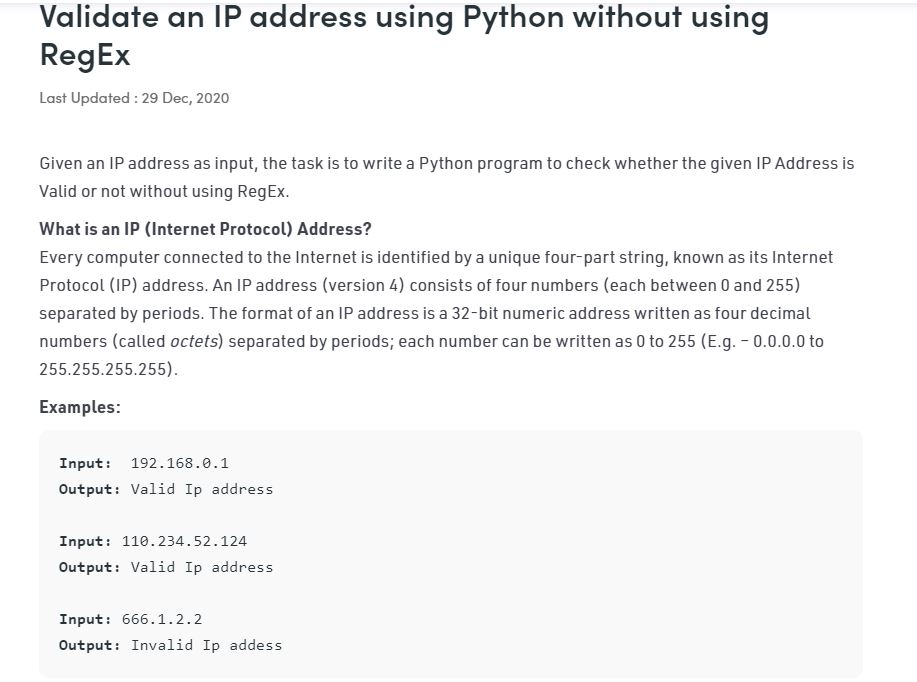 Validate an IP address using Python without using
RegEx
Last Updated : 29 Dec, 2020
Given an IP address as input, the task is to write a Python program to check whether the given IP Address is
Valid or not without using RegEx.
What is an IP (Internet Protocol) Address?
Every computer connected to the Internet is identified by a unique four-part string, known as its Internet
Protocol (IP) address. An IP address (version 4) consists of four numbers (each between 0 and 255)
separated by periods. The format of an IP address is a 32-bit numeric address written as four decimal
numbers (called octets) separated by periods; each number can be written as 0 to 255 (E.g. – 0.0.0.0 to
255.255.255.255).
Examples:
Input:  192.168.0.1
Output: Valid Ip address
Input: 110.234.52.124
Output: Valid Ip address
Input: 666.1.2.2
Output: Invalid Ip addess